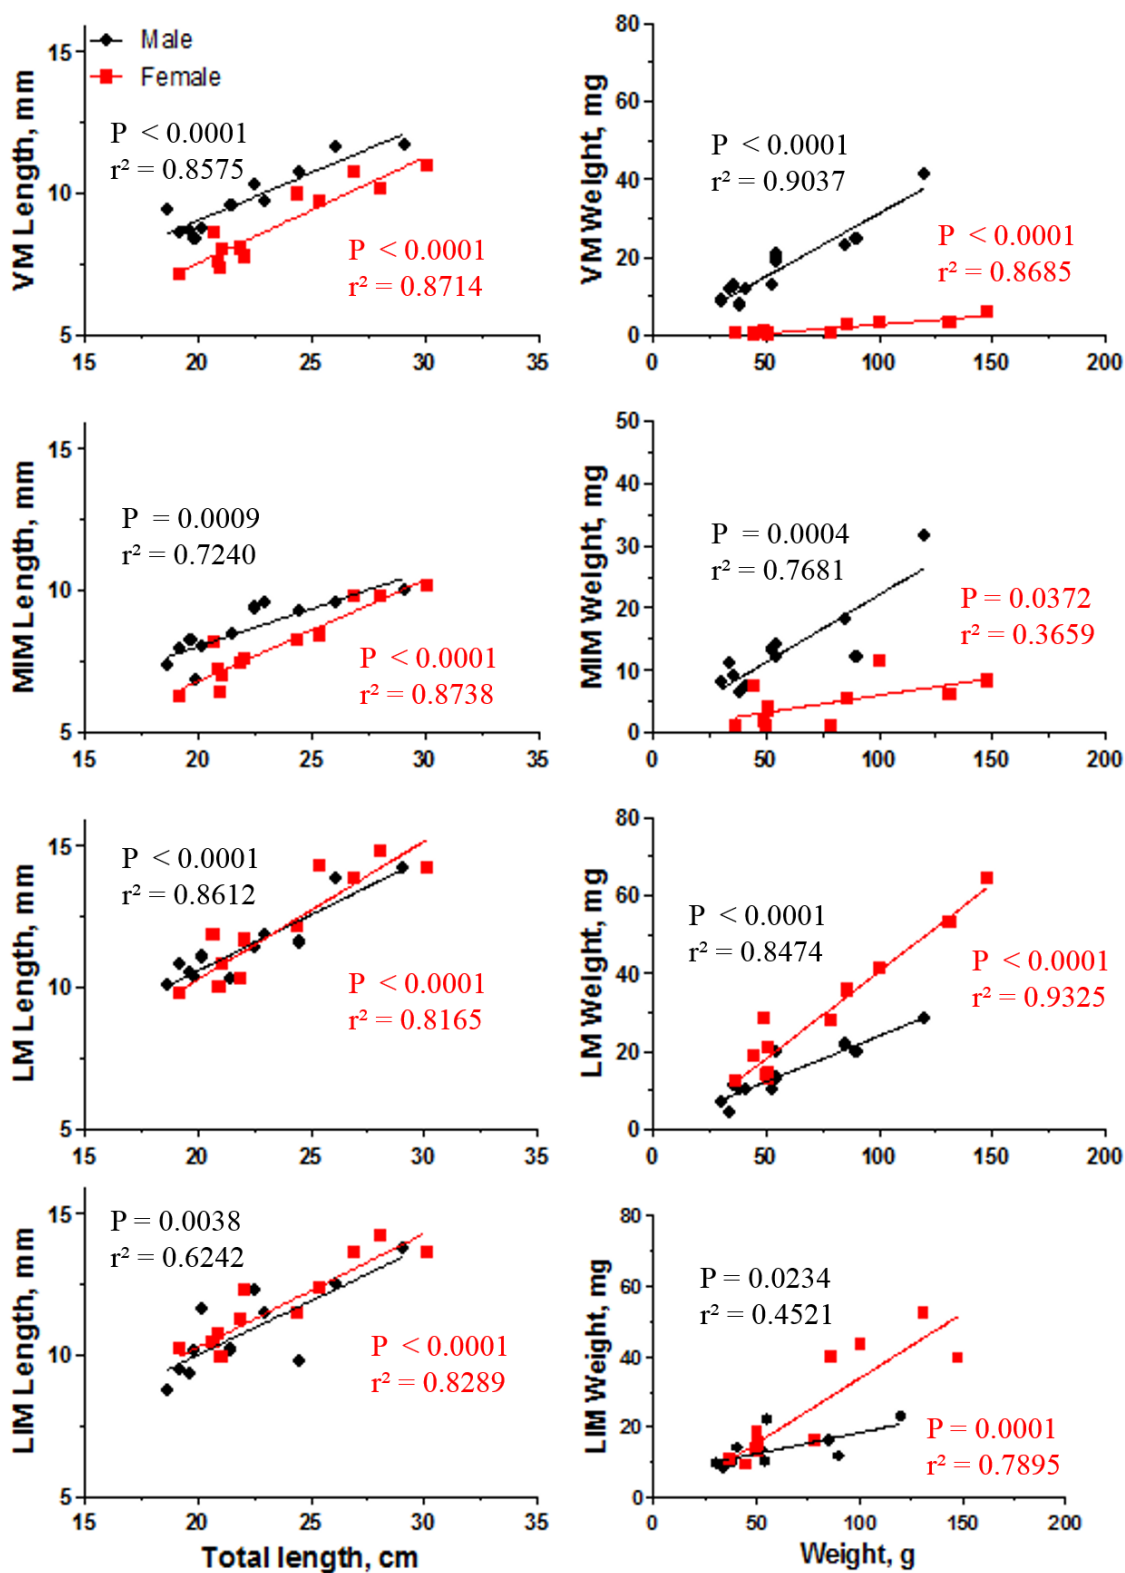 Male
Female
VM Length, mm
15
10
5
P < 0.0001
r² = 0.8575
P < 0.0001
r² = 0.8714
15 20 25 30 35
VM Weight, mg
80
60
40
20
0
P < 0.0001
r² = 0.9037
P < 0.0001
r² = 0.8685
0 50 100 150 200
MIM Length, mm
15
10
5
P = 0.0009
r² = 0.7240
P < 0.0001
r² = 0.8738
15 20 25 30 35
MIM Weight, mg
50
40
30
20
10
0
P = 0.0004
r² = 0.7681
P = 0.0372
r² = 0.3659
0 50 100 150 200
LM Length, mm
15
10
5
P < 0.0001
r² = 0.8612
P < 0.0001
r² = 0.8165
15 20 25 30 35
LM Weight, mg
80
60
40
20
0
P < 0.0001
r² = 0.8474
P < 0.0001
r² = 0.9325
0 50 100 150 200
LIM Length, mm
15
10
5
P = 0.0038
r² = 0.6242
P < 0.0001
r² = 0.8289
15 20 25 30 35
Total length, cm
LIM Weight, mg
80
60
40
20
0
P = 0.0234
r² = 0.4521
P = 0.0001
r² = 0.7895
0 50 100 150 200
Weight, g